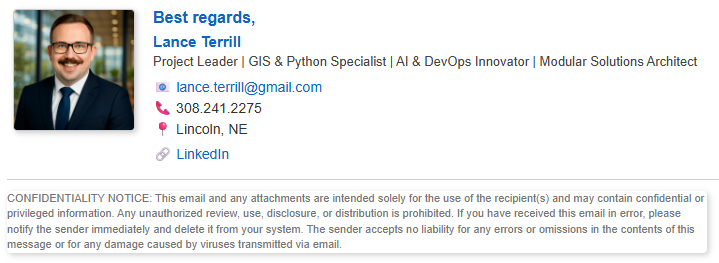 Best regards,
Lance Terrill
Project Leader | GIS & Python Specialist | AI & DevOps Innovator | Modular Solutions Architect
lance.terrill@gmail.com
308.241.2275
Lincoln, NE
LinkedIn
CONFIDENTIALITY NOTICE: This email and any attachments are intended solely for the use of the recipient(s) and may contain confidential or
privileged information. Any unauthorized review, use, disclosure, or distribution is prohibited. If you have received this email in error, please
notify the sender immediately and delete it from your system. The sender accepts no liability for any errors or omissions in the contents of this
message or for any damage caused by viruses transmitted via email.